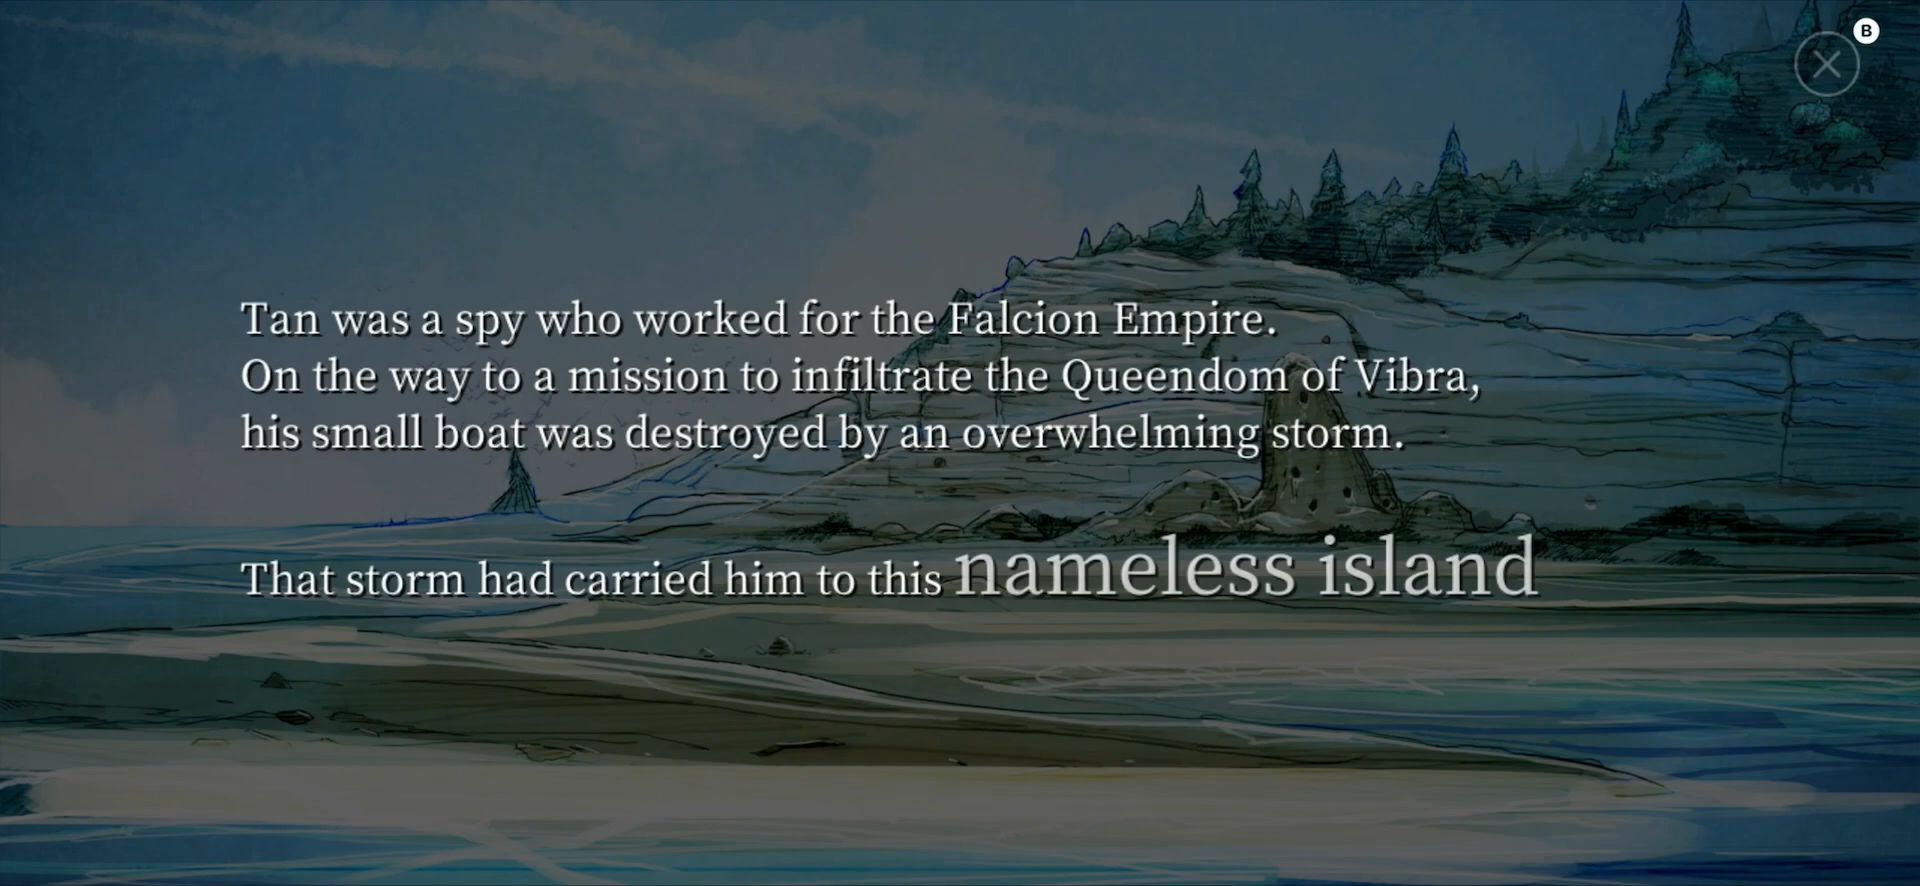 B
Tan was a spy who worked for the Falcion Empire.
On the way to a mission to infiltrate the Queendom of Vibra,
his small boat was destroyed by an overwhelming storm.
That storm had carried him to this nameless island